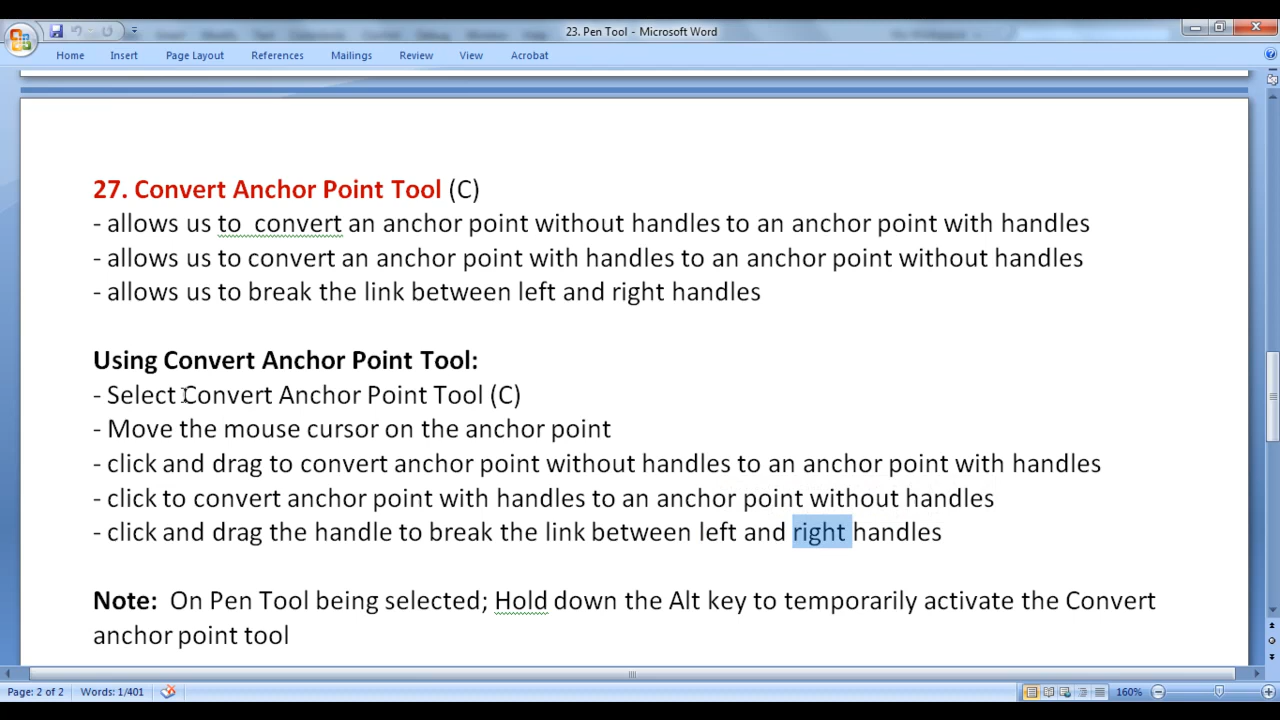 23. Pen Tool - Microsoft Word
Home Insert Page Layout References Mailings Review View Acrobat
27. Convert Anchor Point Tool (C)
- allows us to  convert an anchor point without handles to an anchor point with handles
- allows us to convert an anchor point with handles to an anchor point without handles
- allows us to break the link between left and right handles
Using Convert Anchor Point Tool:
- Select Convert Anchor Point Tool (C)
- Move the mouse cursor on the anchor point
- click and drag to convert anchor point without handles to an anchor point with handles
- click to convert anchor point with handles to an anchor point without handles
- click and drag the handle to break the link between left and right handles
Note:  On Pen Tool being selected; Hold down the Alt key to temporarily activate the Convert
anchor point tool
Page: 2 of 2 Words: 1/401 160%